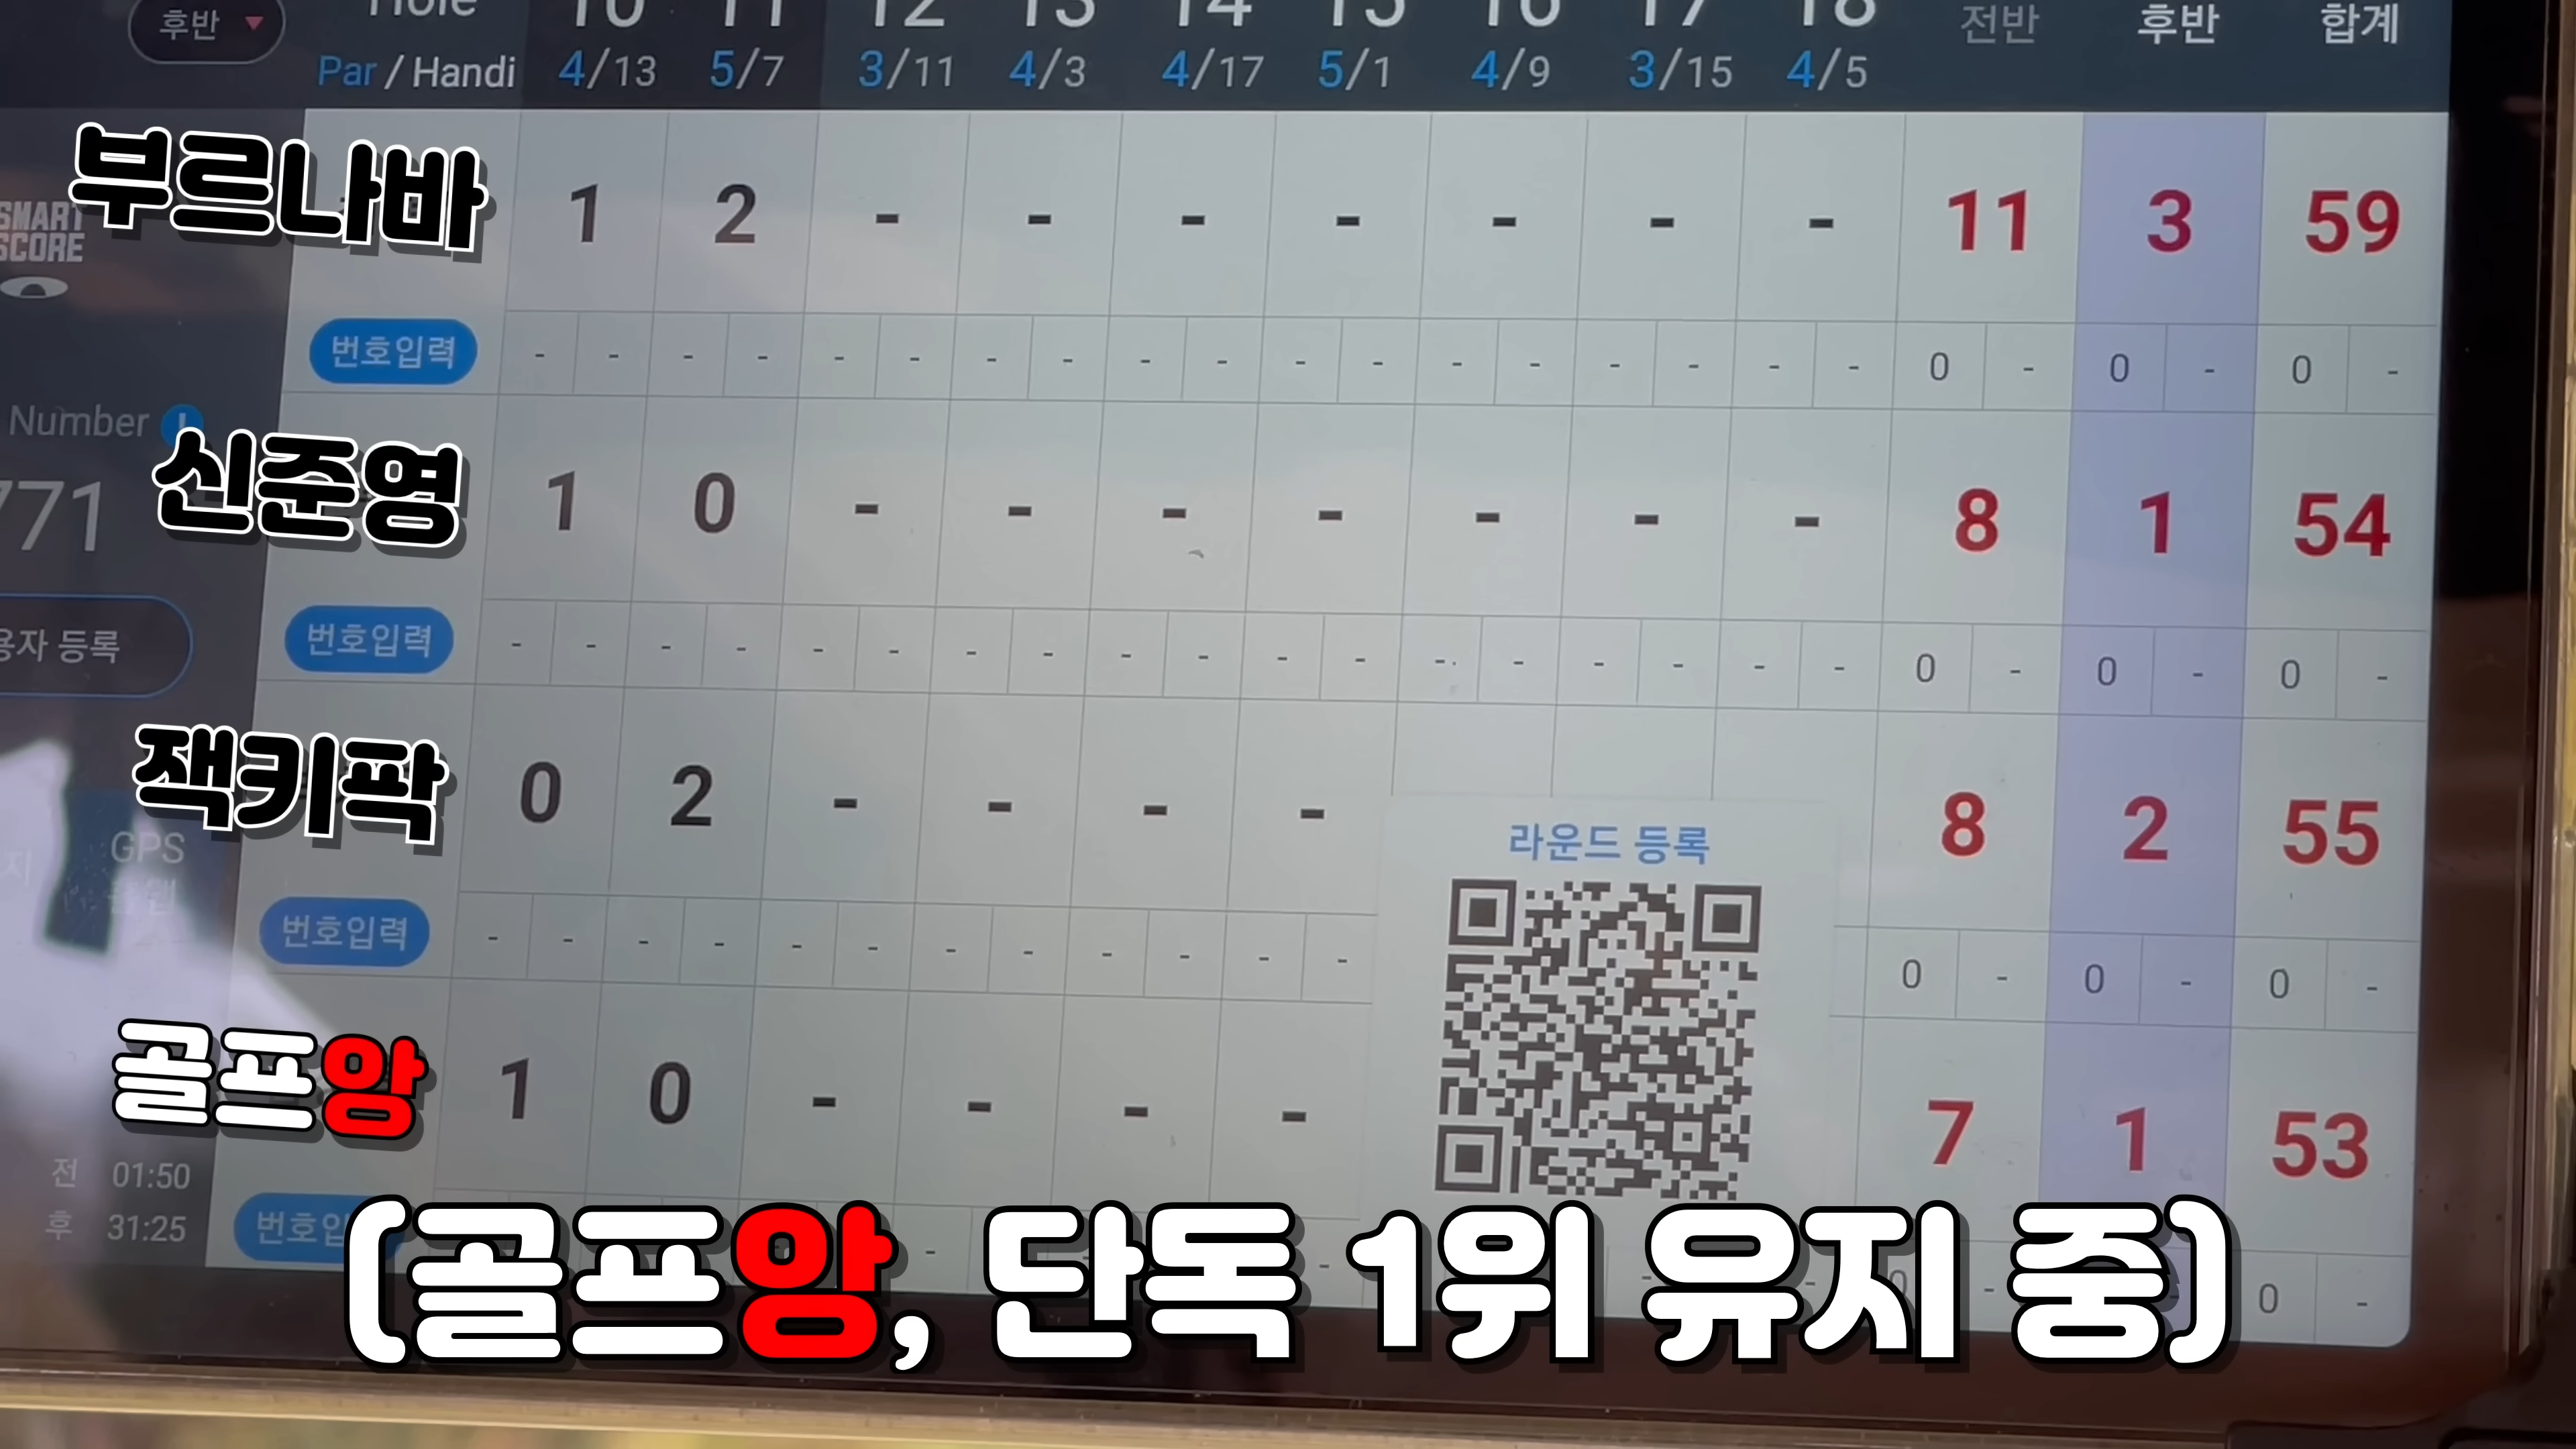 후반 ▼ Hole 10 11 12 13 14 15 16 17 18 전반 후반 합계
Par / Handi 4/13 5/7 3/11 4/3 4/17 5/1 4/9 3/15 4/5
부르나바 1 2 - - - - - - - 11 3 59
SMART
SCORE
번호입력 - - - - - - - - - - - - - - - - - - 0 - 0 - 0 -
Number
신준영 1 0 - - - - - - - 8 1 54
771
번호입력 - - - - - - - - - - - - - - - - - - 0 - 0 - 0 -
용자 등록
잭키팍 0 2 - - - - 8 2 55
라운드 등록
GPS
지
번호입력 - - - - - - - - - - - - 0 - 0 - 0 -
골프앙 1 0 - - - - 7 1 53
전 01:50
후 31:25
번호입
(골프앙, 단독 1위 유지 중)
0 -